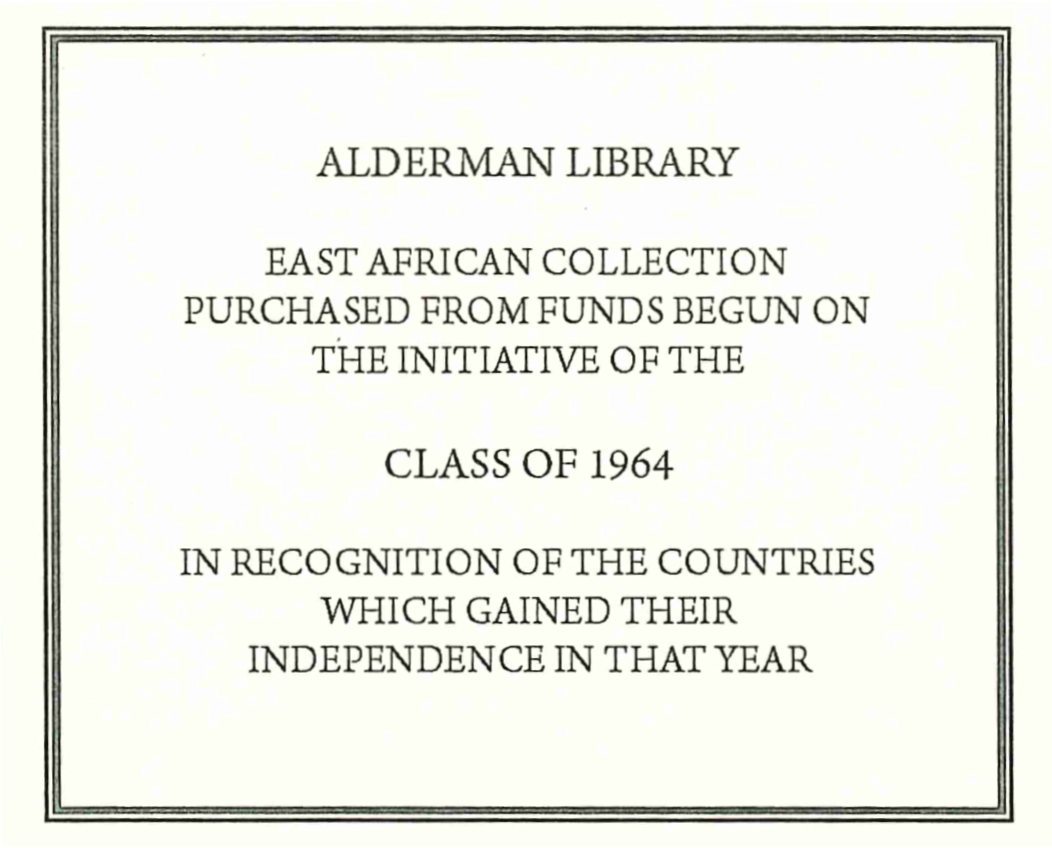 ALDERMAN LIBRARY
EAST AFRICAN COLLECTION
PURCHASED FROM FUNDS BEGUN ON
THE INITIATIVE OF THE
CLASS OF 1964
IN RECOGNITION OF THE COUNTRIES
WHICH GAINED THEIR
INDEPENDENCE IN THAT YEAR